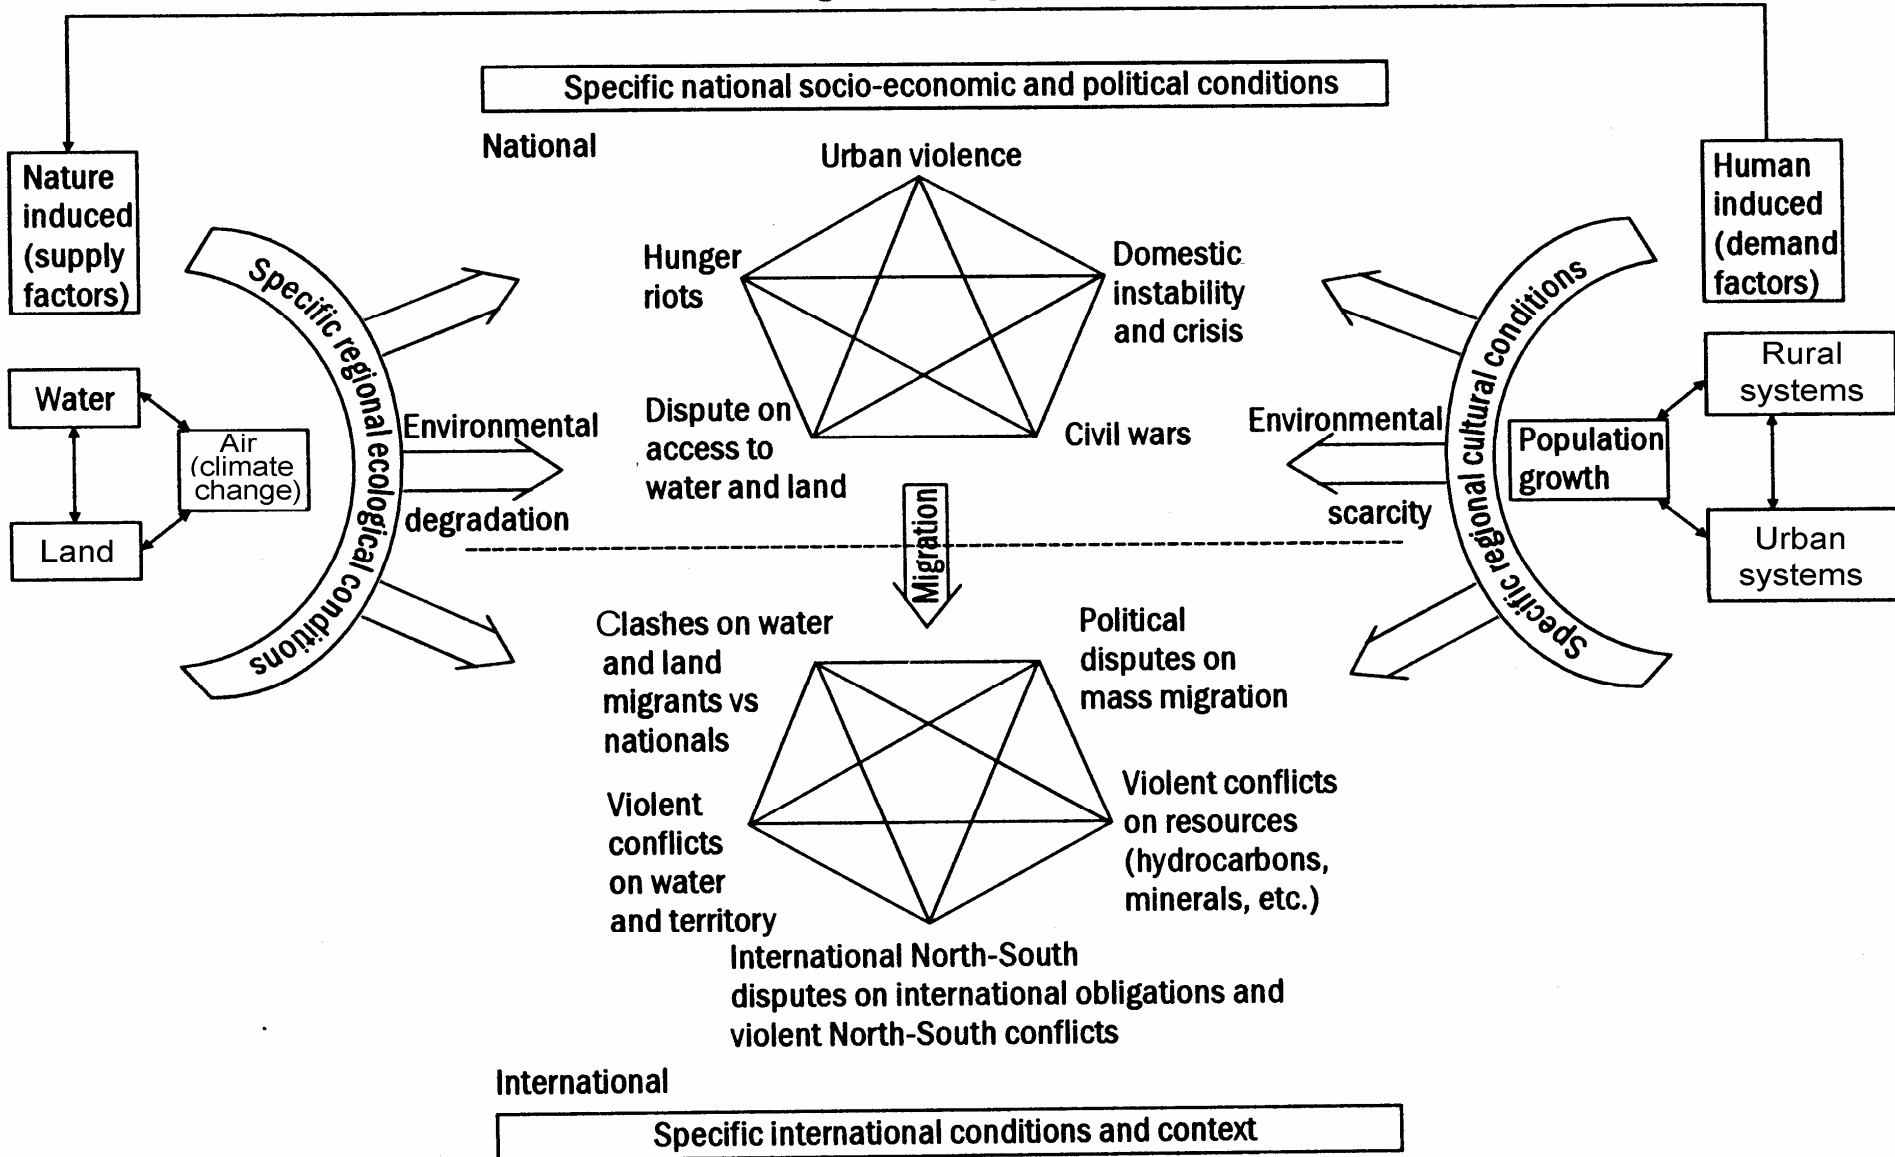 Specific national socio-economic and political conditions
National
Urban violence
Nature
induced
(supply
factors)
Human
induced
(demand
factors)
Hunger
riots
Domestic
instability
and crisis
Specific regional ecological conditions
Specific regional cultural conditions
Water
Air
(climate
change)
Land
Rural
systems
Population
growth
Urban
systems
Environmental
degradation
Dispute on
access to
water and land
Civil wars
Environmental
scarcity
Migration
Clashes on water
and land
migrants vs
nationals
Political
disputes on
mass migration
Violent
conflicts
on water
and territory
Violent conflicts
on resources
(hydrocarbons,
minerals, etc.)
International North-South
disputes on international obligations and
violent North-South conflicts
International
Specific international conditions and context